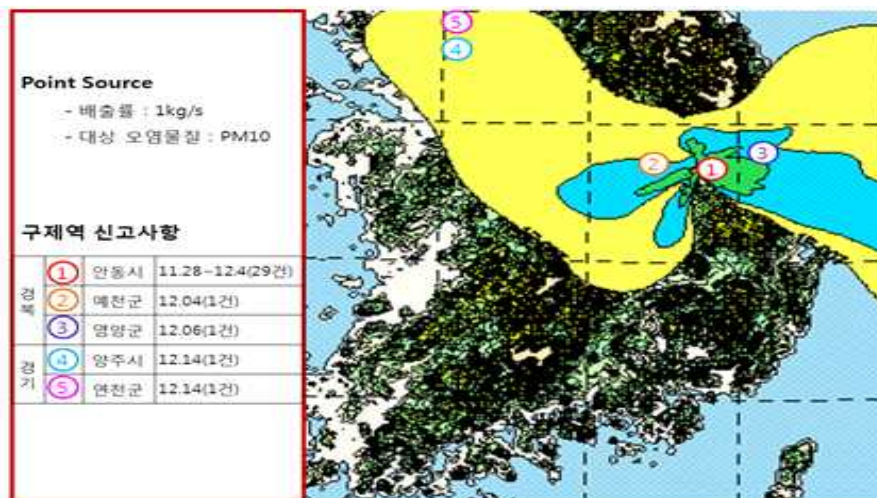 Point Source
- 배출률 : 1kg/s
- 대상 오염물질 : PM10
구제역 신고사항
경북
① 안동시 11.28~12.4(29건)
② 예천군 12.04(1건)
③ 영양군 12.06(1건)
경기
④ 양주시 12.14(1건)
⑤ 연천군 12.14(1건)
⑤
④
②
③
①